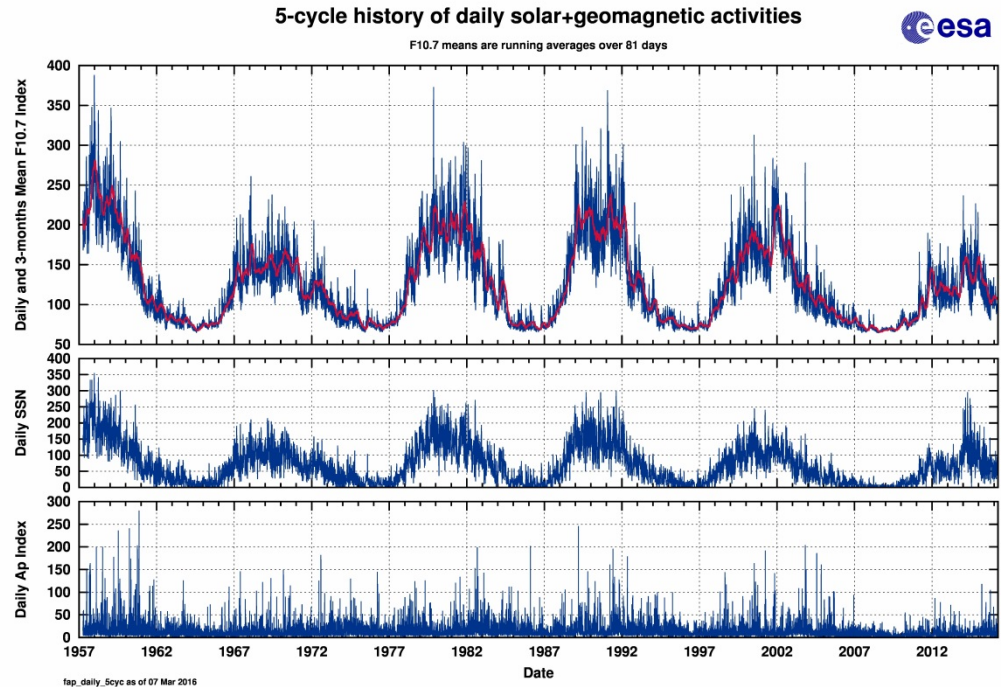 5-cycle history of daily solar+geomagnetic activities
esa
F10.7 means are running averages over 81 days
Daily and 3-months Mean F10.7 Index
400
350
300
250
200
150
100
50
Daily SSN
400
350
300
250
200
150
100
50
0
Daily Ap Index
300
250
200
150
100
50
0
1957 1962 1967 1972 1977 1982 1987 1992 1997 2002 2007 2012
Date
fap_daily_5cyc as of 07 Mar 2016